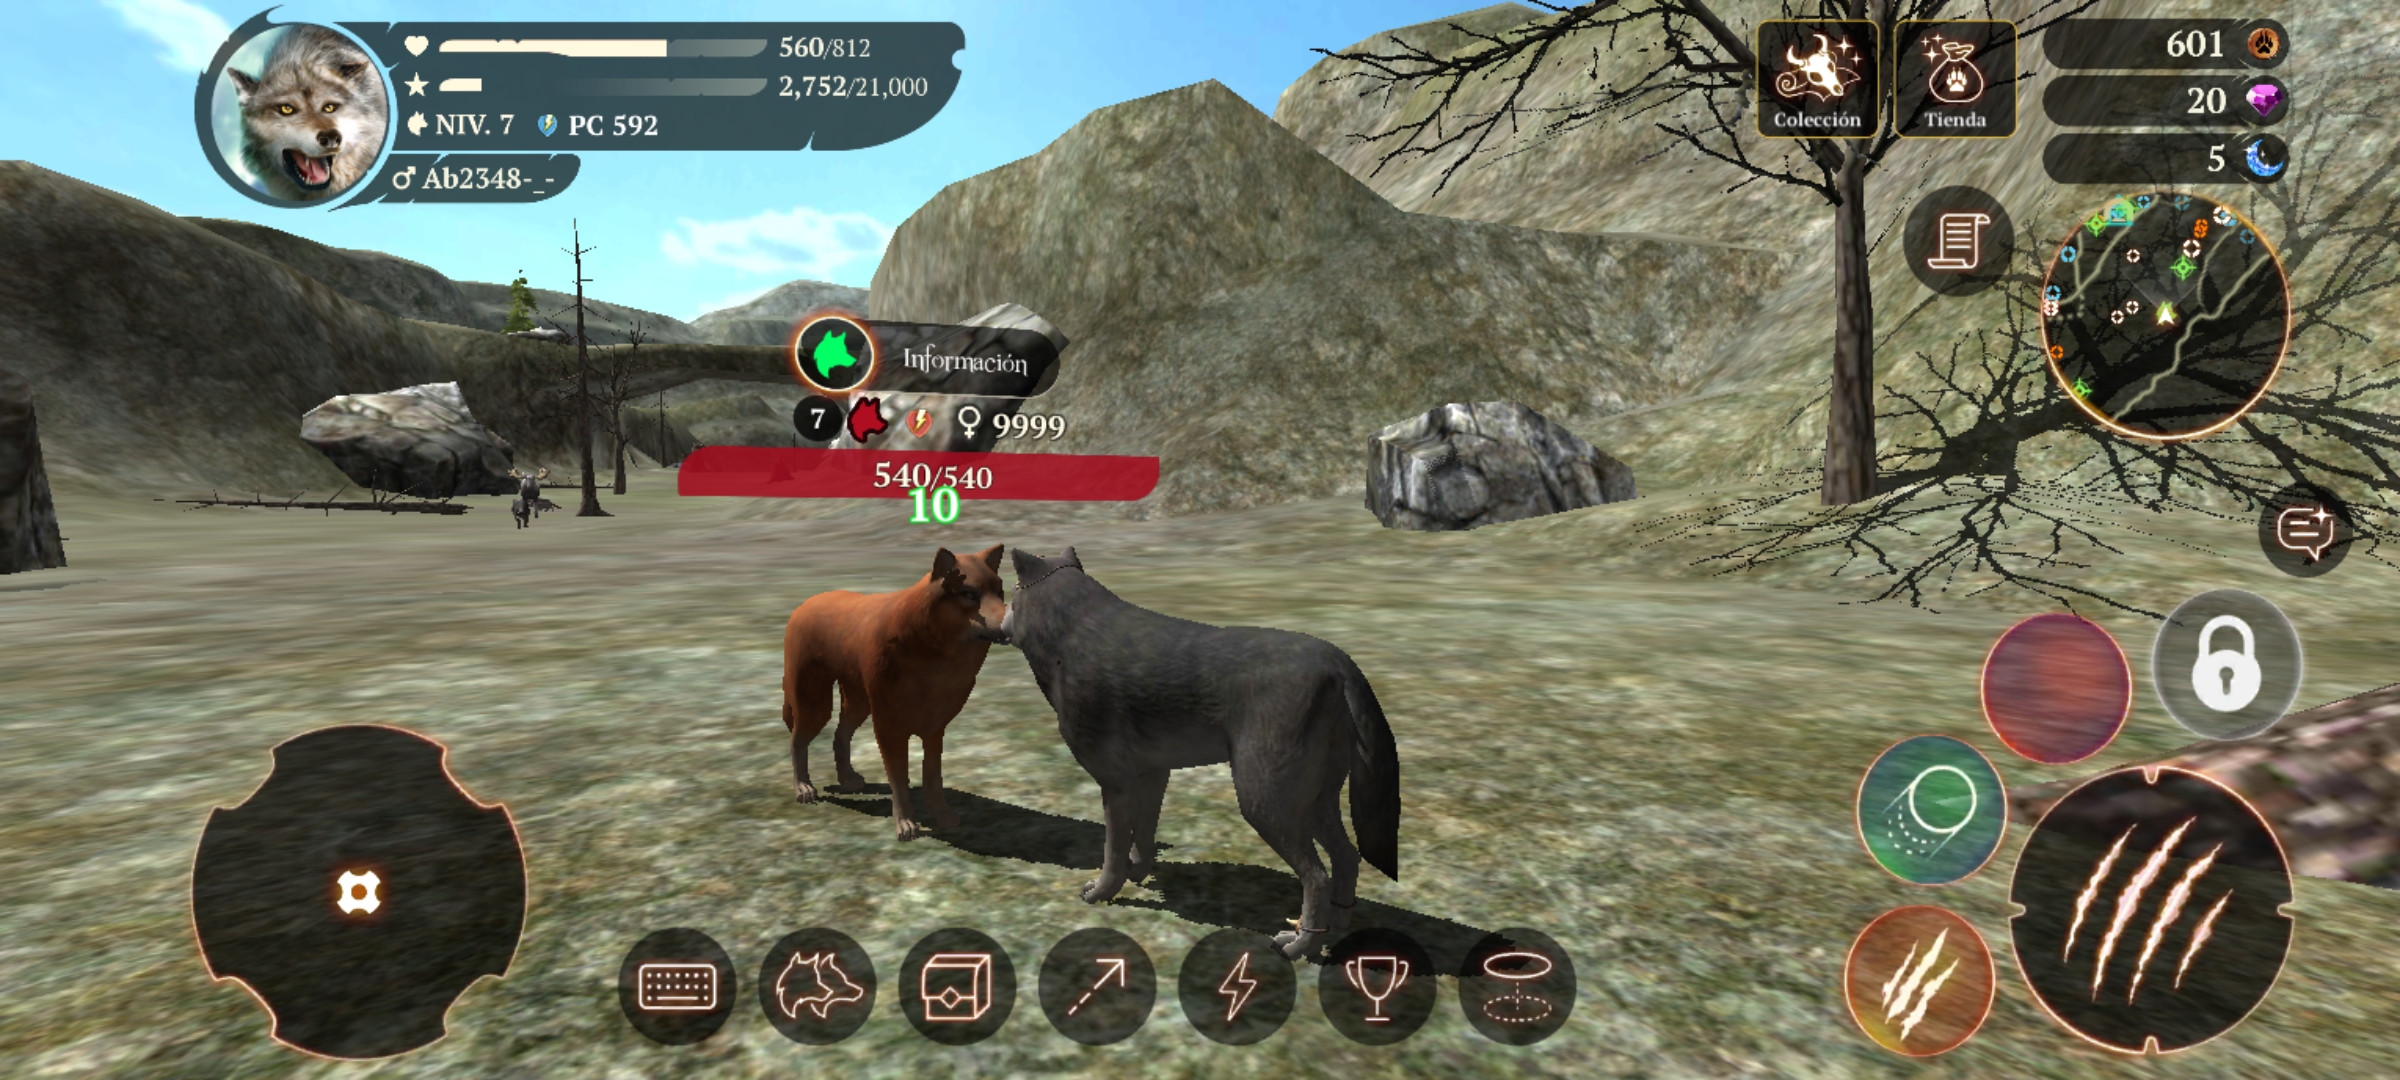 560/812
2,752/21,000
NIV. 7 PC 592
♂ Ab2348-_-
Colección
Tienda
601
20
5
Información
7 ♀ 9999
540/540
10